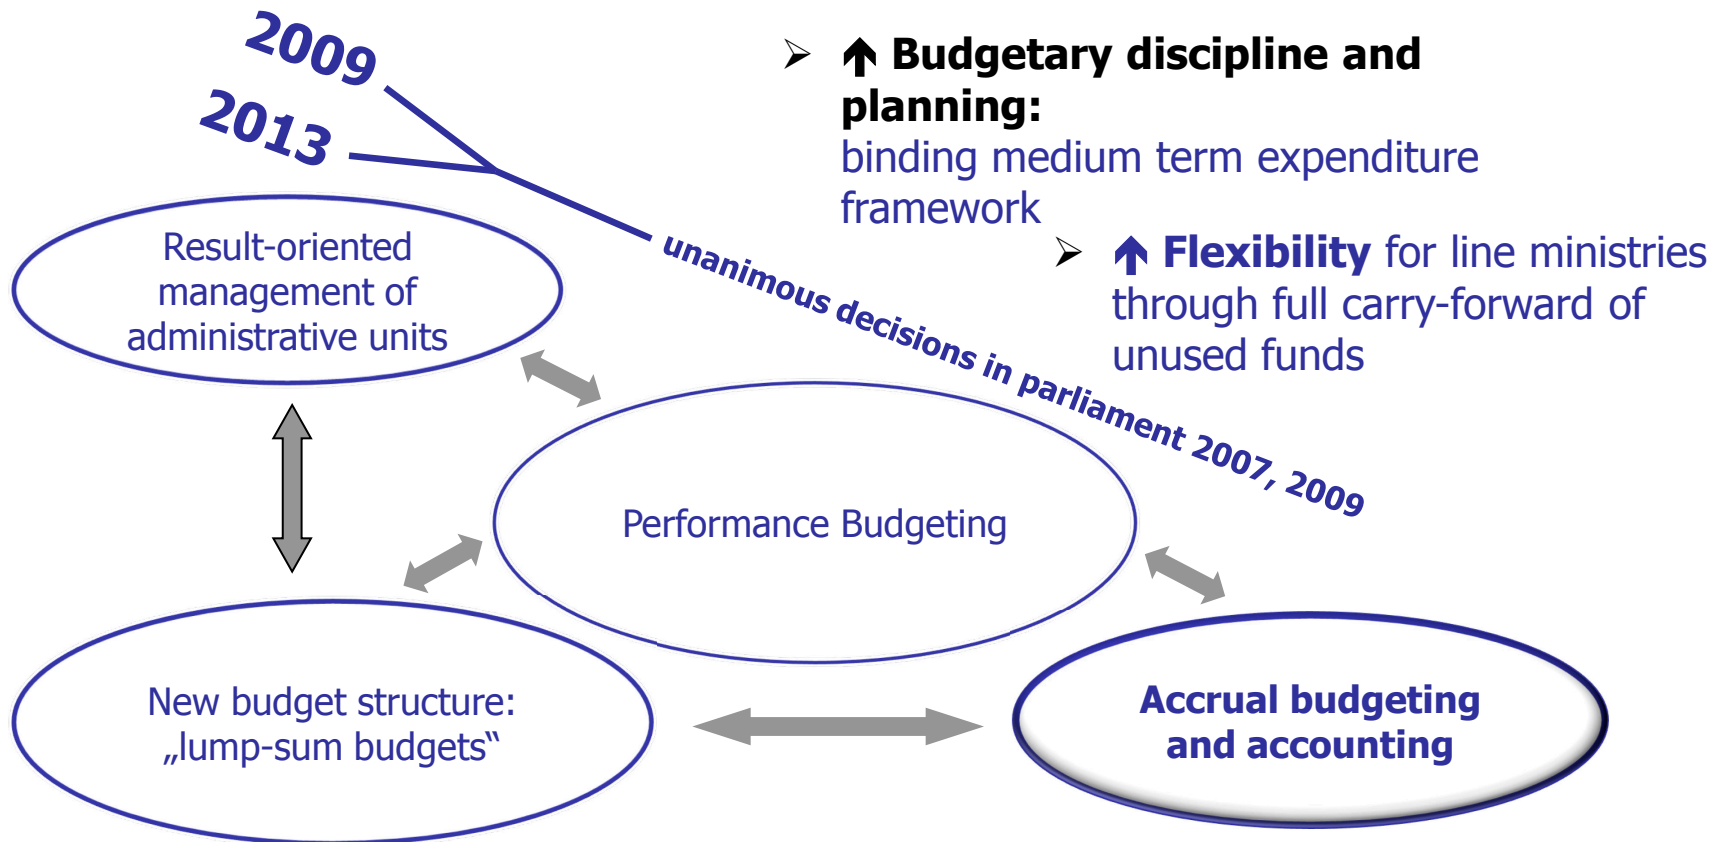 2009
2013
➢ 🡹 Budgetary discipline and
planning:
binding medium term expenditure
framework
➢ 🡹 Flexibility for line ministries
through full carry-forward of
unused funds
unanimous decisions in parliament 2007, 2009
Result-oriented
management of
administrative units
Performance Budgeting
New budget structure:
„lump-sum budgets“
Accrual budgeting
and accounting